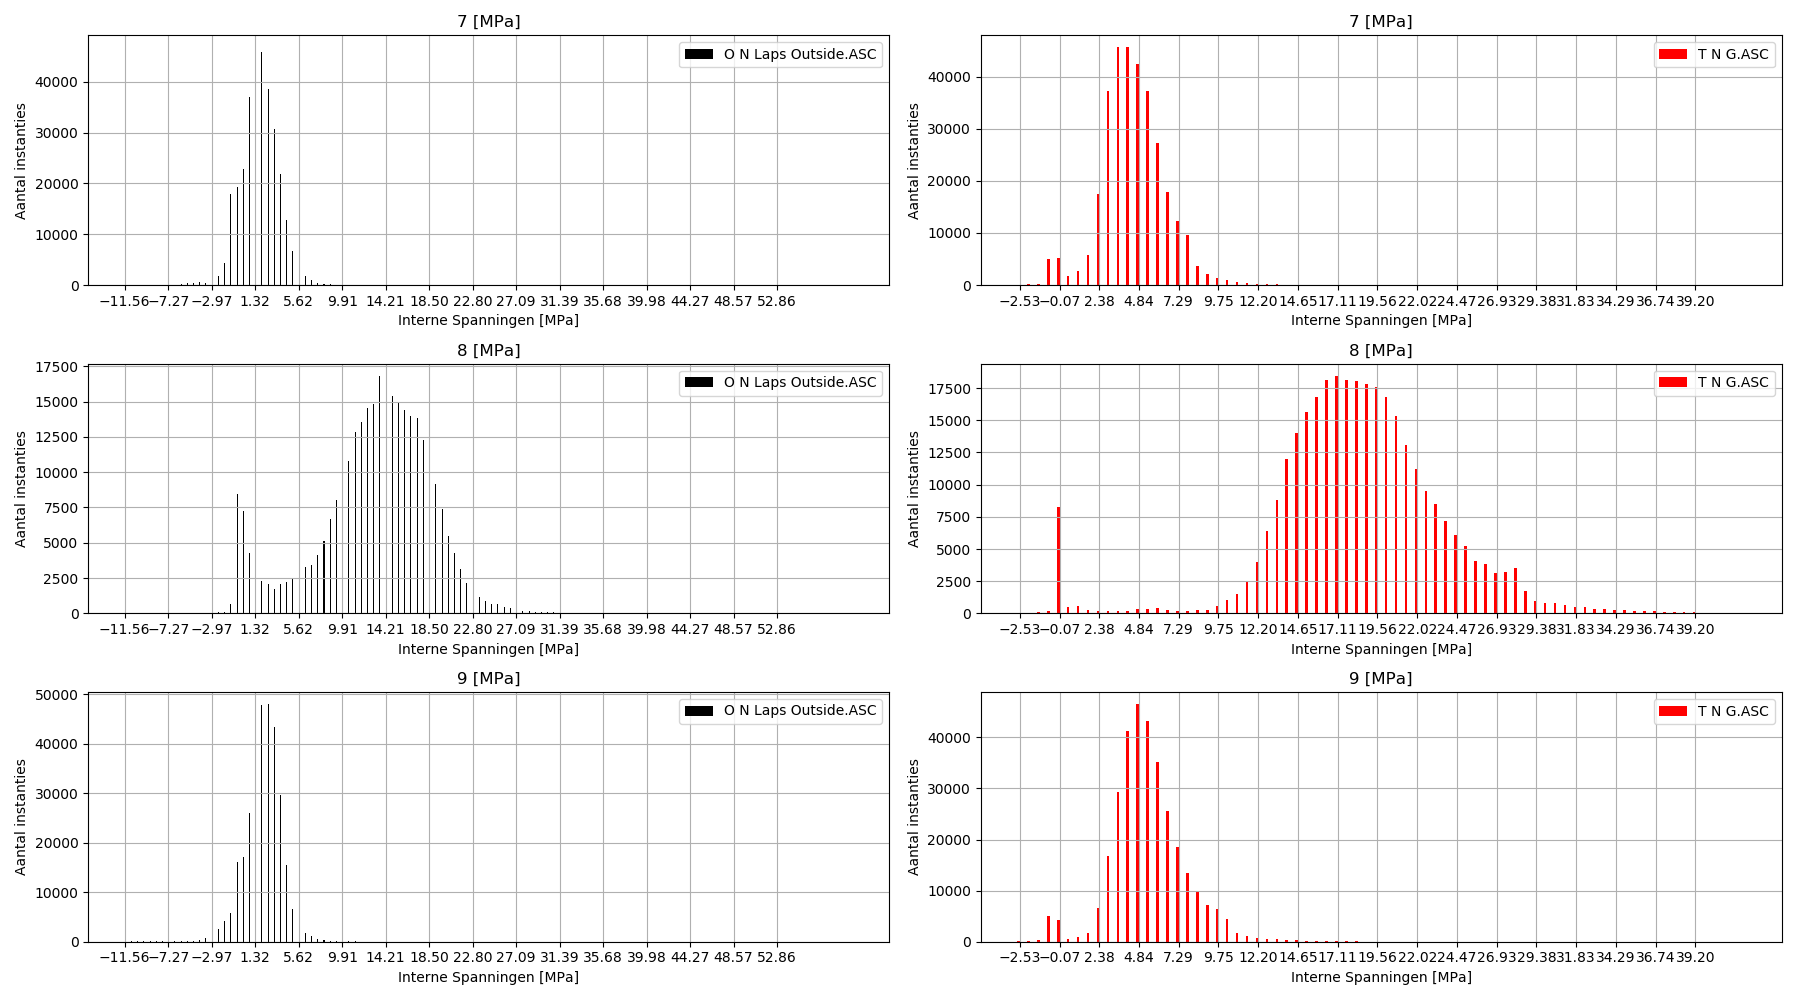 7 [MPa]
O N Laps Outside.ASC
Aantal instanties
40000
30000
20000
10000
0
−11.56 −7.27 −2.97 1.32 5.62 9.91 14.21 18.50 22.80 27.09 31.39 35.68 39.98 44.27 48.57 52.86
Interne Spanningen [MPa]
7 [MPa]
T N G.ASC
Aantal instanties
40000
30000
20000
10000
0
−2.53 −0.07 2.38 4.84 7.29 9.75 12.20 14.65 17.11 19.56 22.02 24.47 26.93 29.38 31.83 34.29 36.74 39.20
Interne Spanningen [MPa]
8 [MPa]
O N Laps Outside.ASC
Aantal instanties
17500
15000
12500
10000
7500
5000
2500
0
−11.56 −7.27 −2.97 1.32 5.62 9.91 14.21 18.50 22.80 27.09 31.39 35.68 39.98 44.27 48.57 52.86
Interne Spanningen [MPa]
8 [MPa]
T N G.ASC
Aantal instanties
17500
15000
12500
10000
7500
5000
2500
0
−2.53 −0.07 2.38 4.84 7.29 9.75 12.20 14.65 17.11 19.56 22.02 24.47 26.93 29.38 31.83 34.29 36.74 39.20
Interne Spanningen [MPa]
9 [MPa]
O N Laps Outside.ASC
Aantal instanties
50000
40000
30000
20000
10000
0
−11.56 −7.27 −2.97 1.32 5.62 9.91 14.21 18.50 22.80 27.09 31.39 35.68 39.98 44.27 48.57 52.86
Interne Spanningen [MPa]
9 [MPa]
T N G.ASC
Aantal instanties
40000
30000
20000
10000
0
−2.53 −0.07 2.38 4.84 7.29 9.75 12.20 14.65 17.11 19.56 22.02 24.47 26.93 29.38 31.83 34.29 36.74 39.20
Interne Spanningen [MPa]